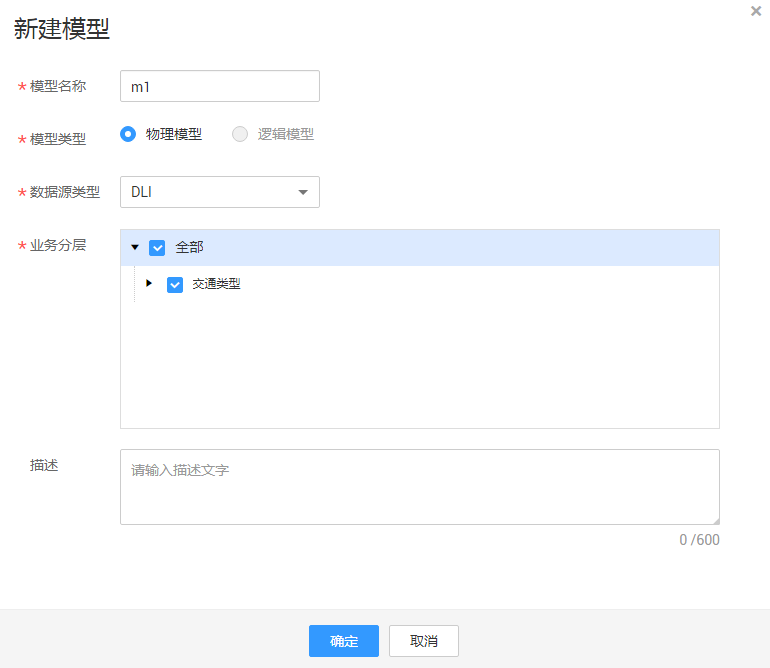 新建模型
* 模型名称 m1
* 模型类型 物理模型 逻辑模型
* 数据源类型 DLI
* 业务分层 全部
交通类型
描述 请输入描述文字
0 /600
确定 取消